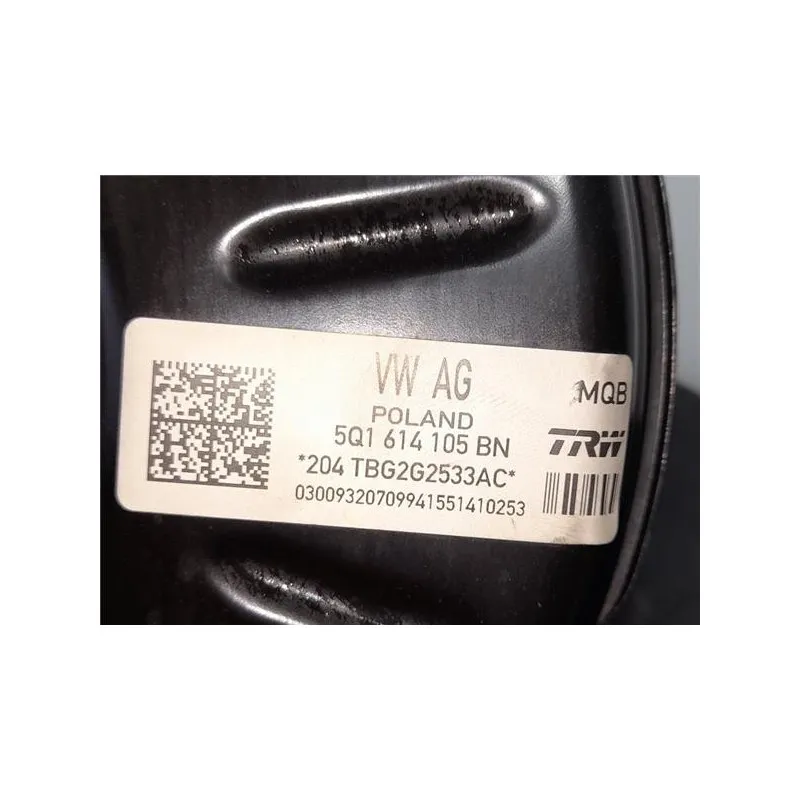 VW AG
MQB
POLAND
5Q1 614 105 BN
TRW
*204 TBG2G2533AC*
03009320709941551410253